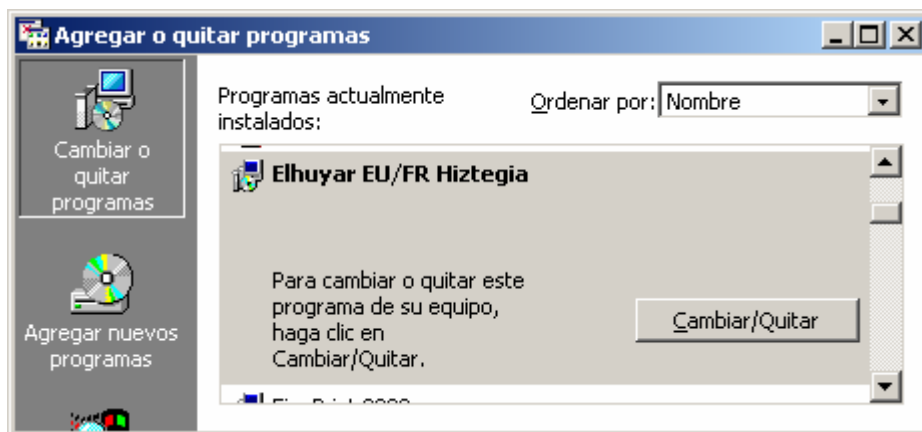 Agregar o quitar programas
Cambiar o
quitar
programas
Agregar nuevos
programas
Programas actualmente
instalados:
Ordenar por: Nombre
Elhuyar EU/FR Hiztegia
Para cambiar o quitar este
programa de su equipo,
haga clic en
Cambiar/Quitar.
Cambiar/Quitar